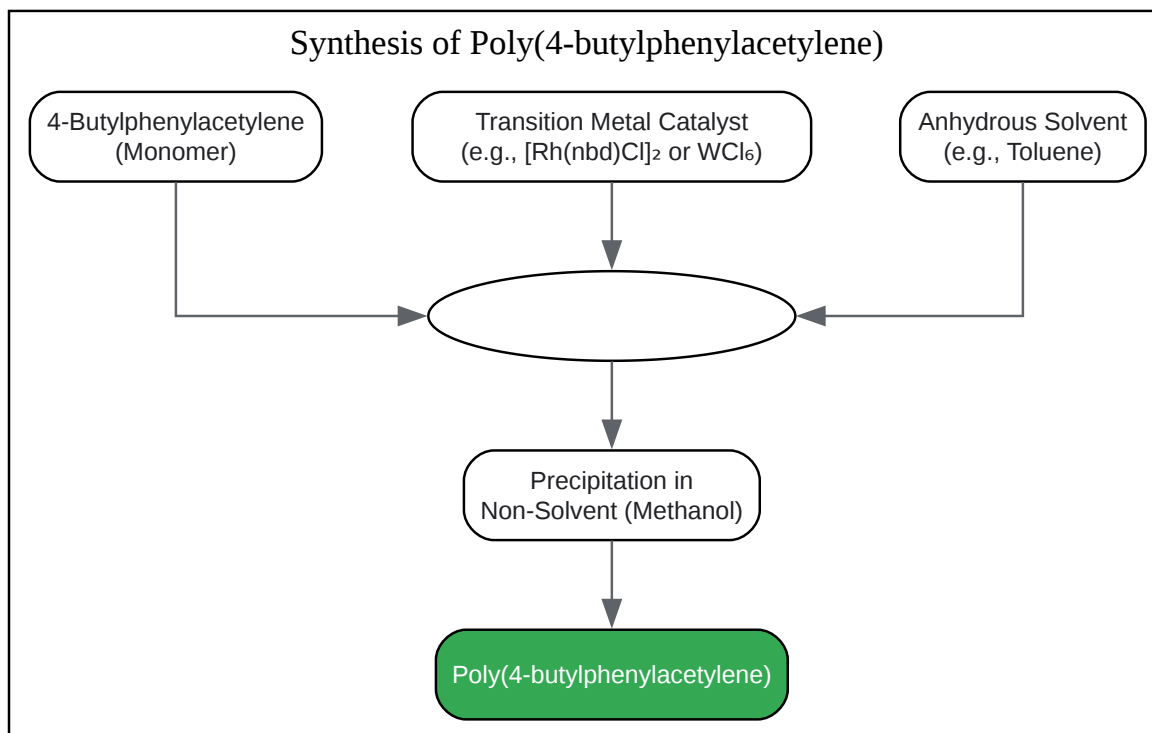 Synthesis of Poly(4-butylphenylacetylene)
4-Butylphenylacetylene
(Monomer)
Transition Metal Catalyst
(e.g., [Rh(nbd)Cl]₂ or WCl₆)
Anhydrous Solvent
(e.g., Toluene)
Precipitation in
Non-Solvent (Methanol)
Poly(4-butylphenylacetylene)